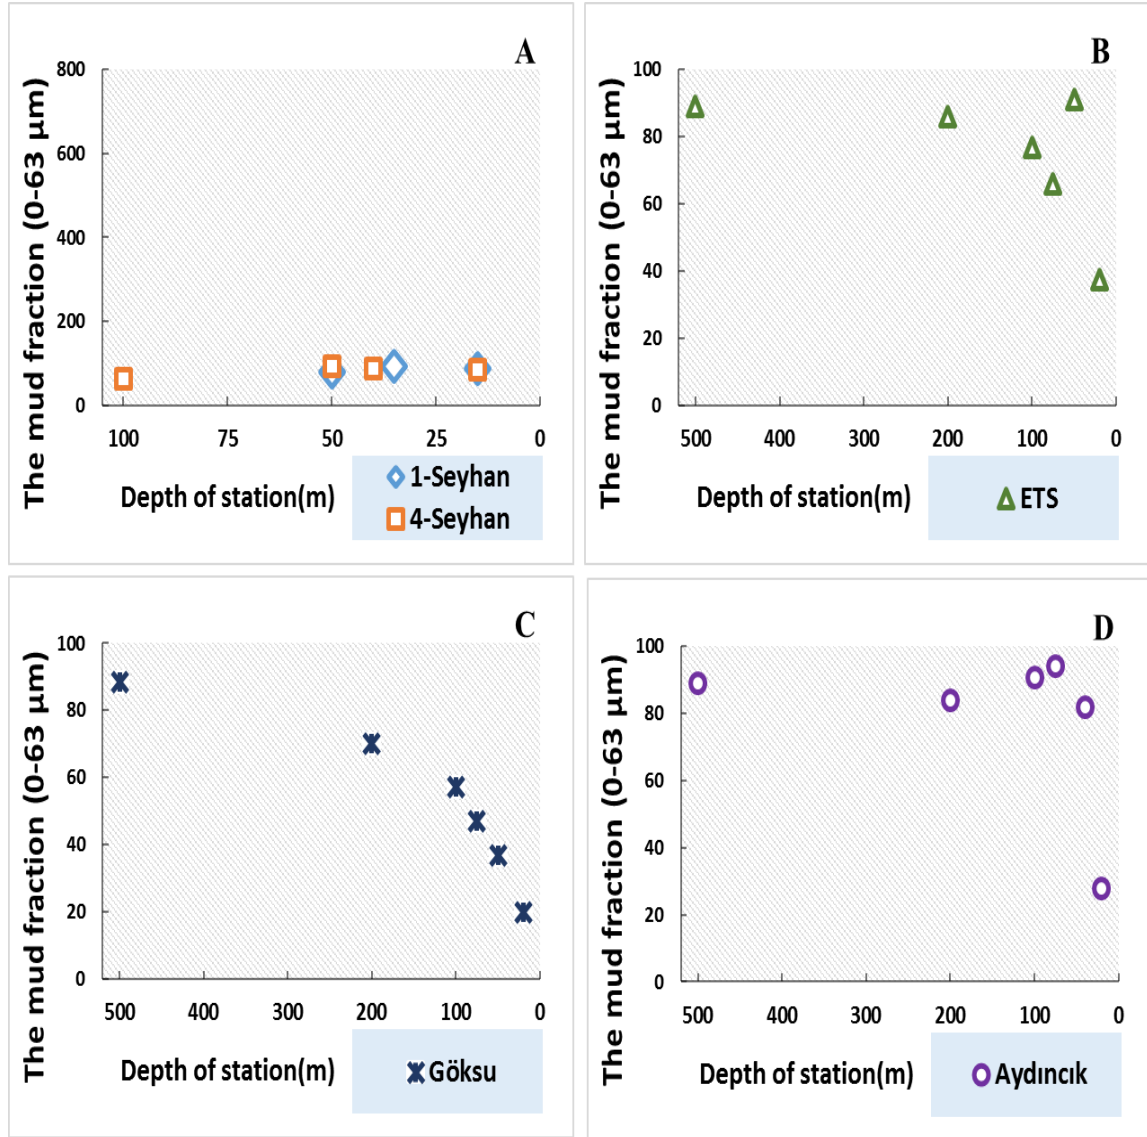 A
The mud fraction (0-63 µm)
800
600
400
200
0
100
75
50
25
0
Depth of station(m)
1-Seyhan
4-Seyhan
B
The mud fraction (0-63 µm)
100
80
60
40
20
0
500
400
300
200
100
0
Depth of station(m)
ETS
C
The mud fraction (0-63 µm)
100
80
60
40
20
0
500
400
300
200
100
0
Depth of station(m)
Göksu
D
The mud fraction (0-63 µm)
100
80
60
40
20
0
500
400
300
200
100
0
Depth of station(m)
Aydıncık